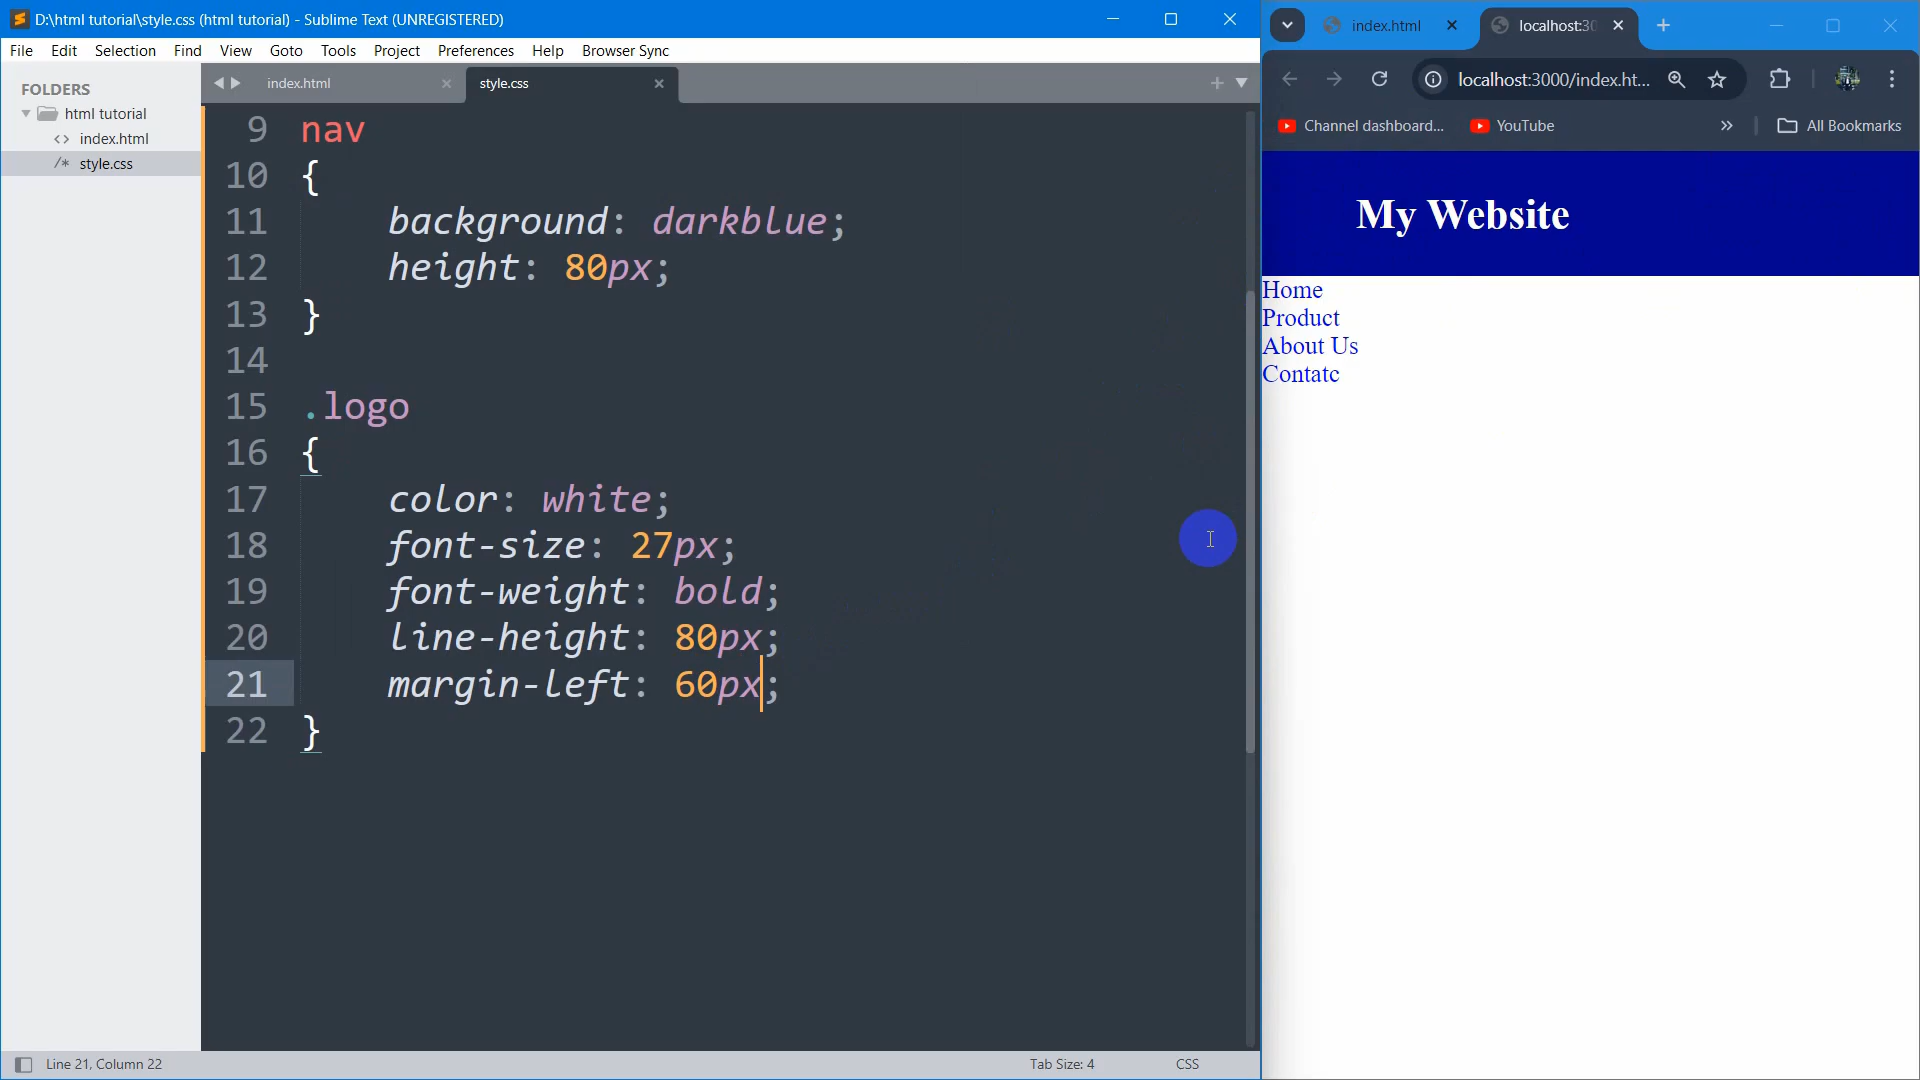 D:\html tutorial\style.css (html tutorial) - Sublime Text (UNREGISTERED)
File Edit Selection Find View Goto Tools Project Preferences Help Browser Sync
FOLDERS
html tutorial
<> index.html
/* style.css
index.html
style.css
9 nav
10 {
11 background: darkblue;
12 height: 80px;
13 }
14
15 .logo
16 {
17 color: white;
18 font-size: 27px;
19 font-weight: bold;
20 line-height: 80px;
21 margin-left: 60px;
22 }
Line 21, Column 22
Tab Size: 4
CSS
index.html
localhost:30
localhost:3000/index.ht...
Channel dashboard...
YouTube
All Bookmarks
My Website
Home
Product
About Us
Contatc